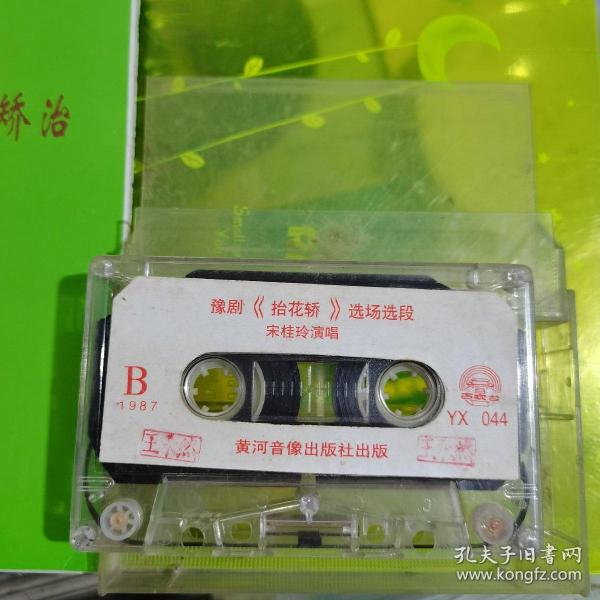 矫治
豫剧《抬花轿》选场选段
宋桂玲演唱
B
1987
YX 044
黄河音像出版社出版
孔夫子旧书网
www.kongfz.com